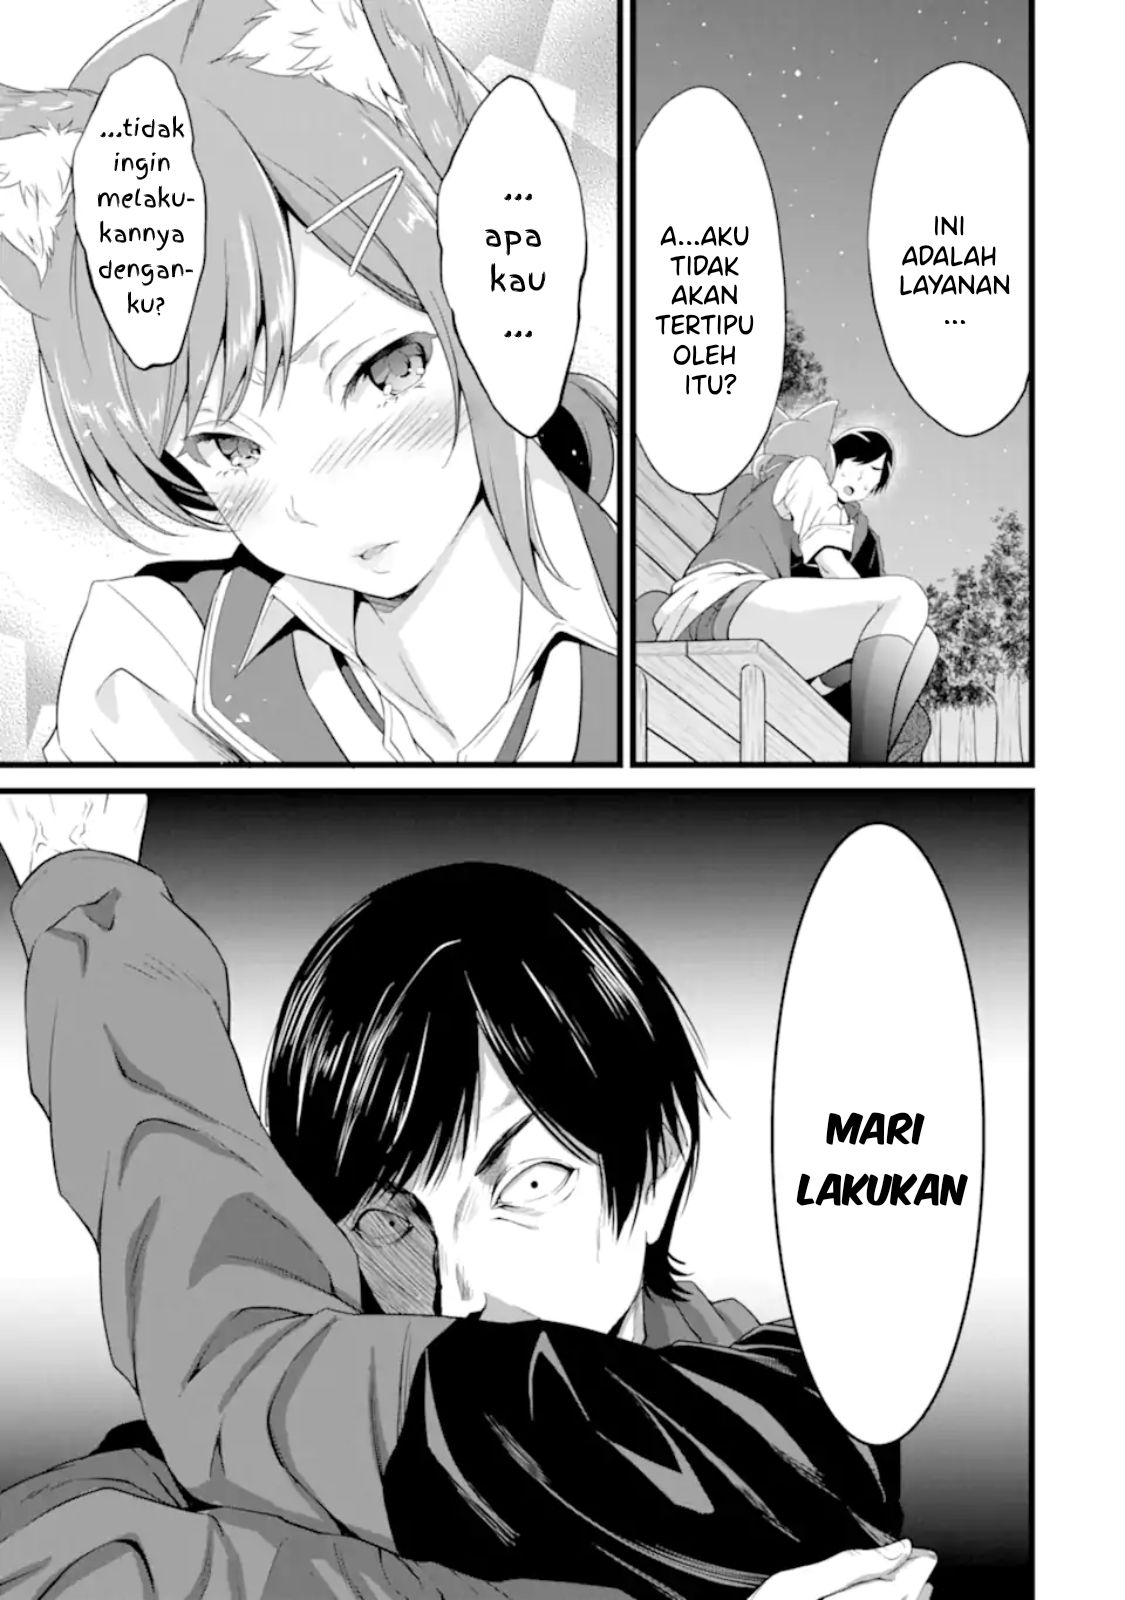 INI
ADALAH
LAYANAN
...
A...AKU
TIDAK
AKAN
TERTIPU
OLEH
ITU?
...
apa
kau
...
...tidak
ingin
melaku-
kannya
dengan-
ku?
MARI
LAKUKAN